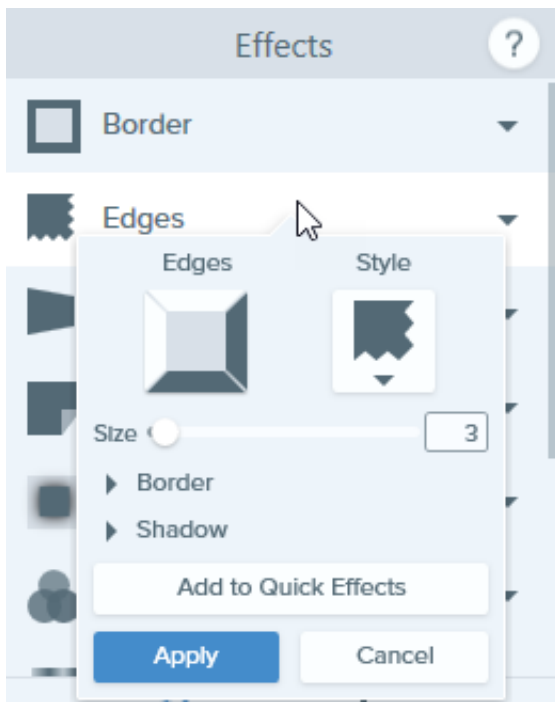 Effects ?
Border
Edges
Edges Style
Size 3
Border
Shadow
Add to Quick Effects
Apply Cancel